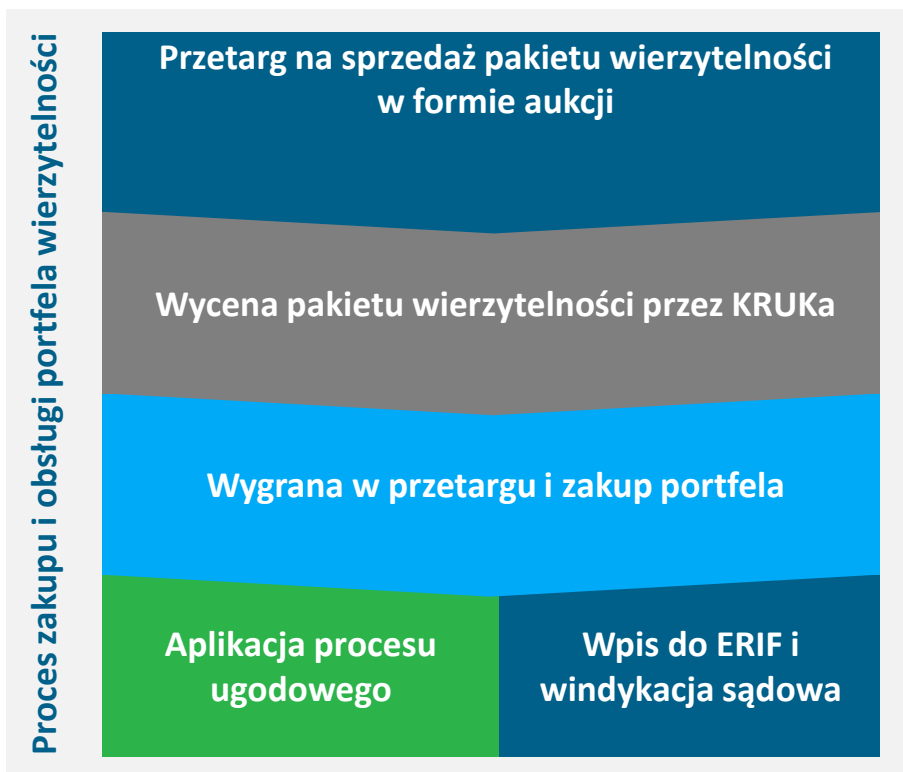 Proces zakupu i obsługi portfela wierzytelności
Przetarg na sprzedaż pakietu wierzytelności
w formie aukcji
Wycena pakietu wierzytelności przez KRUKa
Wygrana w przetargu i zakup portfela
Aplikacja procesu
ugodowego
Wpis do ERIF i
windykacja sądowa